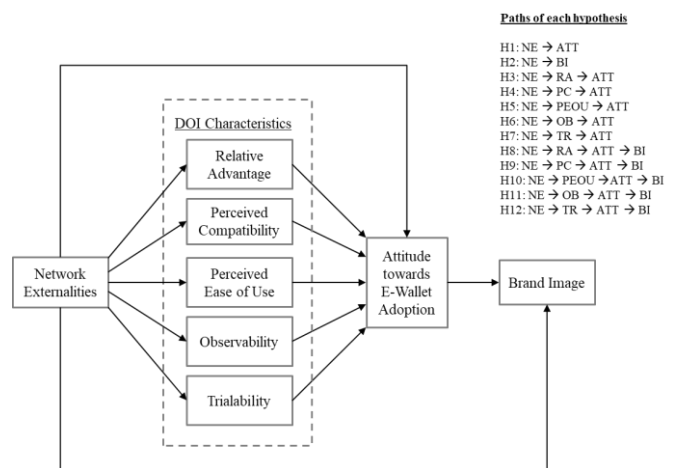 Paths of each hypothesis
H1: NE → ATT
H2: NE → BI
H3: NE → RA → ATT
H4: NE → PC → ATT
H5: NE → PEOU → ATT
H6: NE → OB → ATT
H7: NE → TR → ATT
H8: NE → RA → ATT → BI
H9: NE → PC → ATT → BI
H10: NE → PEOU → ATT → BI
H11: NE → OB → ATT → BI
H12: NE → TR → ATT → BI
DOI Characteristics
Relative
Advantage
Perceived
Compatibility
Perceived
Ease of Use
Observability
Trialability
Network
Externalities
Attitude
towards
E-Wallet
Adoption
Brand Image